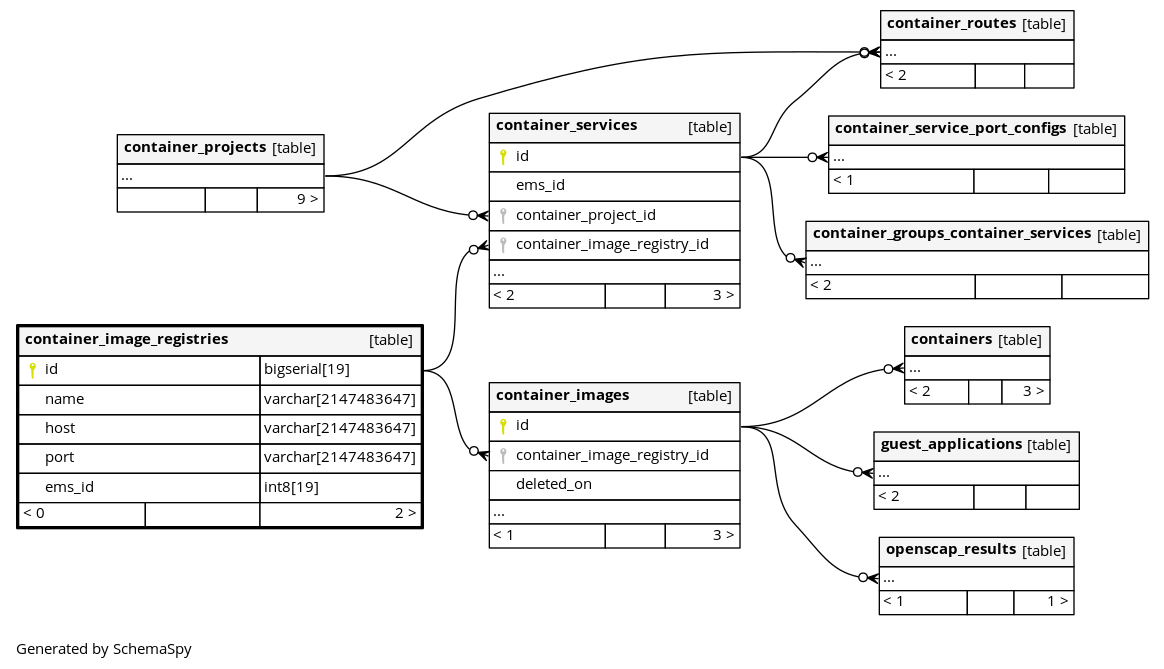 container_routes [table]
...
< 2
container_projects [table]
...
9 >
container_services [table]
id
ems_id
container_project_id
container_image_registry_id
...
< 2 3 >
container_service_port_configs [table]
...
< 1
container_groups_container_services [table]
...
< 2
container_image_registries [table]
id bigserial[19]
name varchar[2147483647]
host varchar[2147483647]
port varchar[2147483647]
ems_id int8[19]
< 0 2 >
container_images [table]
id
container_image_registry_id
deleted_on
...
< 1 3 >
containers [table]
...
< 2 3 >
guest_applications [table]
...
< 2
openscap_results [table]
...
< 1 1 >
Generated by SchemaSpy